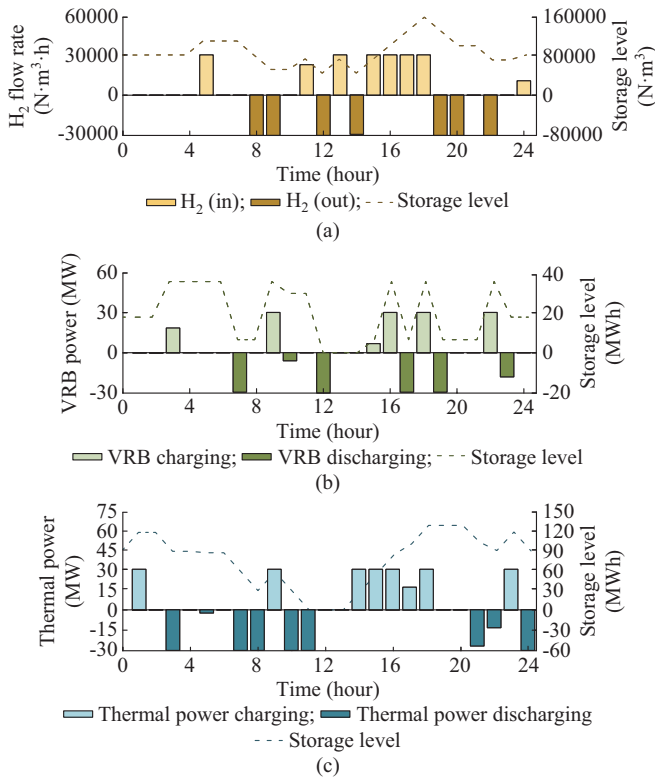 60000
30000
0
-30000
H₂ flow rate
(N·m³·h)
160000
80000
0
-80000
Storage level
(N·m³)
0 4 8 12 16 20 24
Time (hour)
H₂ (in); H₂ (out); Storage level
(a)
60
30
0
-30
VRB power (MW)
40
20
0
-20
Storage level
(MWh)
0 4 8 12 16 20 24
Time (hour)
VRB charging; VRB discharging; Storage level
(b)
75
60
45
30
15
0
-15
-30
Thermal power
(MW)
150
120
90
60
30
0
-30
-60
Storage level
(MWh)
0 4 8 12 16 20 24
Time (hour)
Thermal power charging; Thermal power discharging
Storage level
(c)